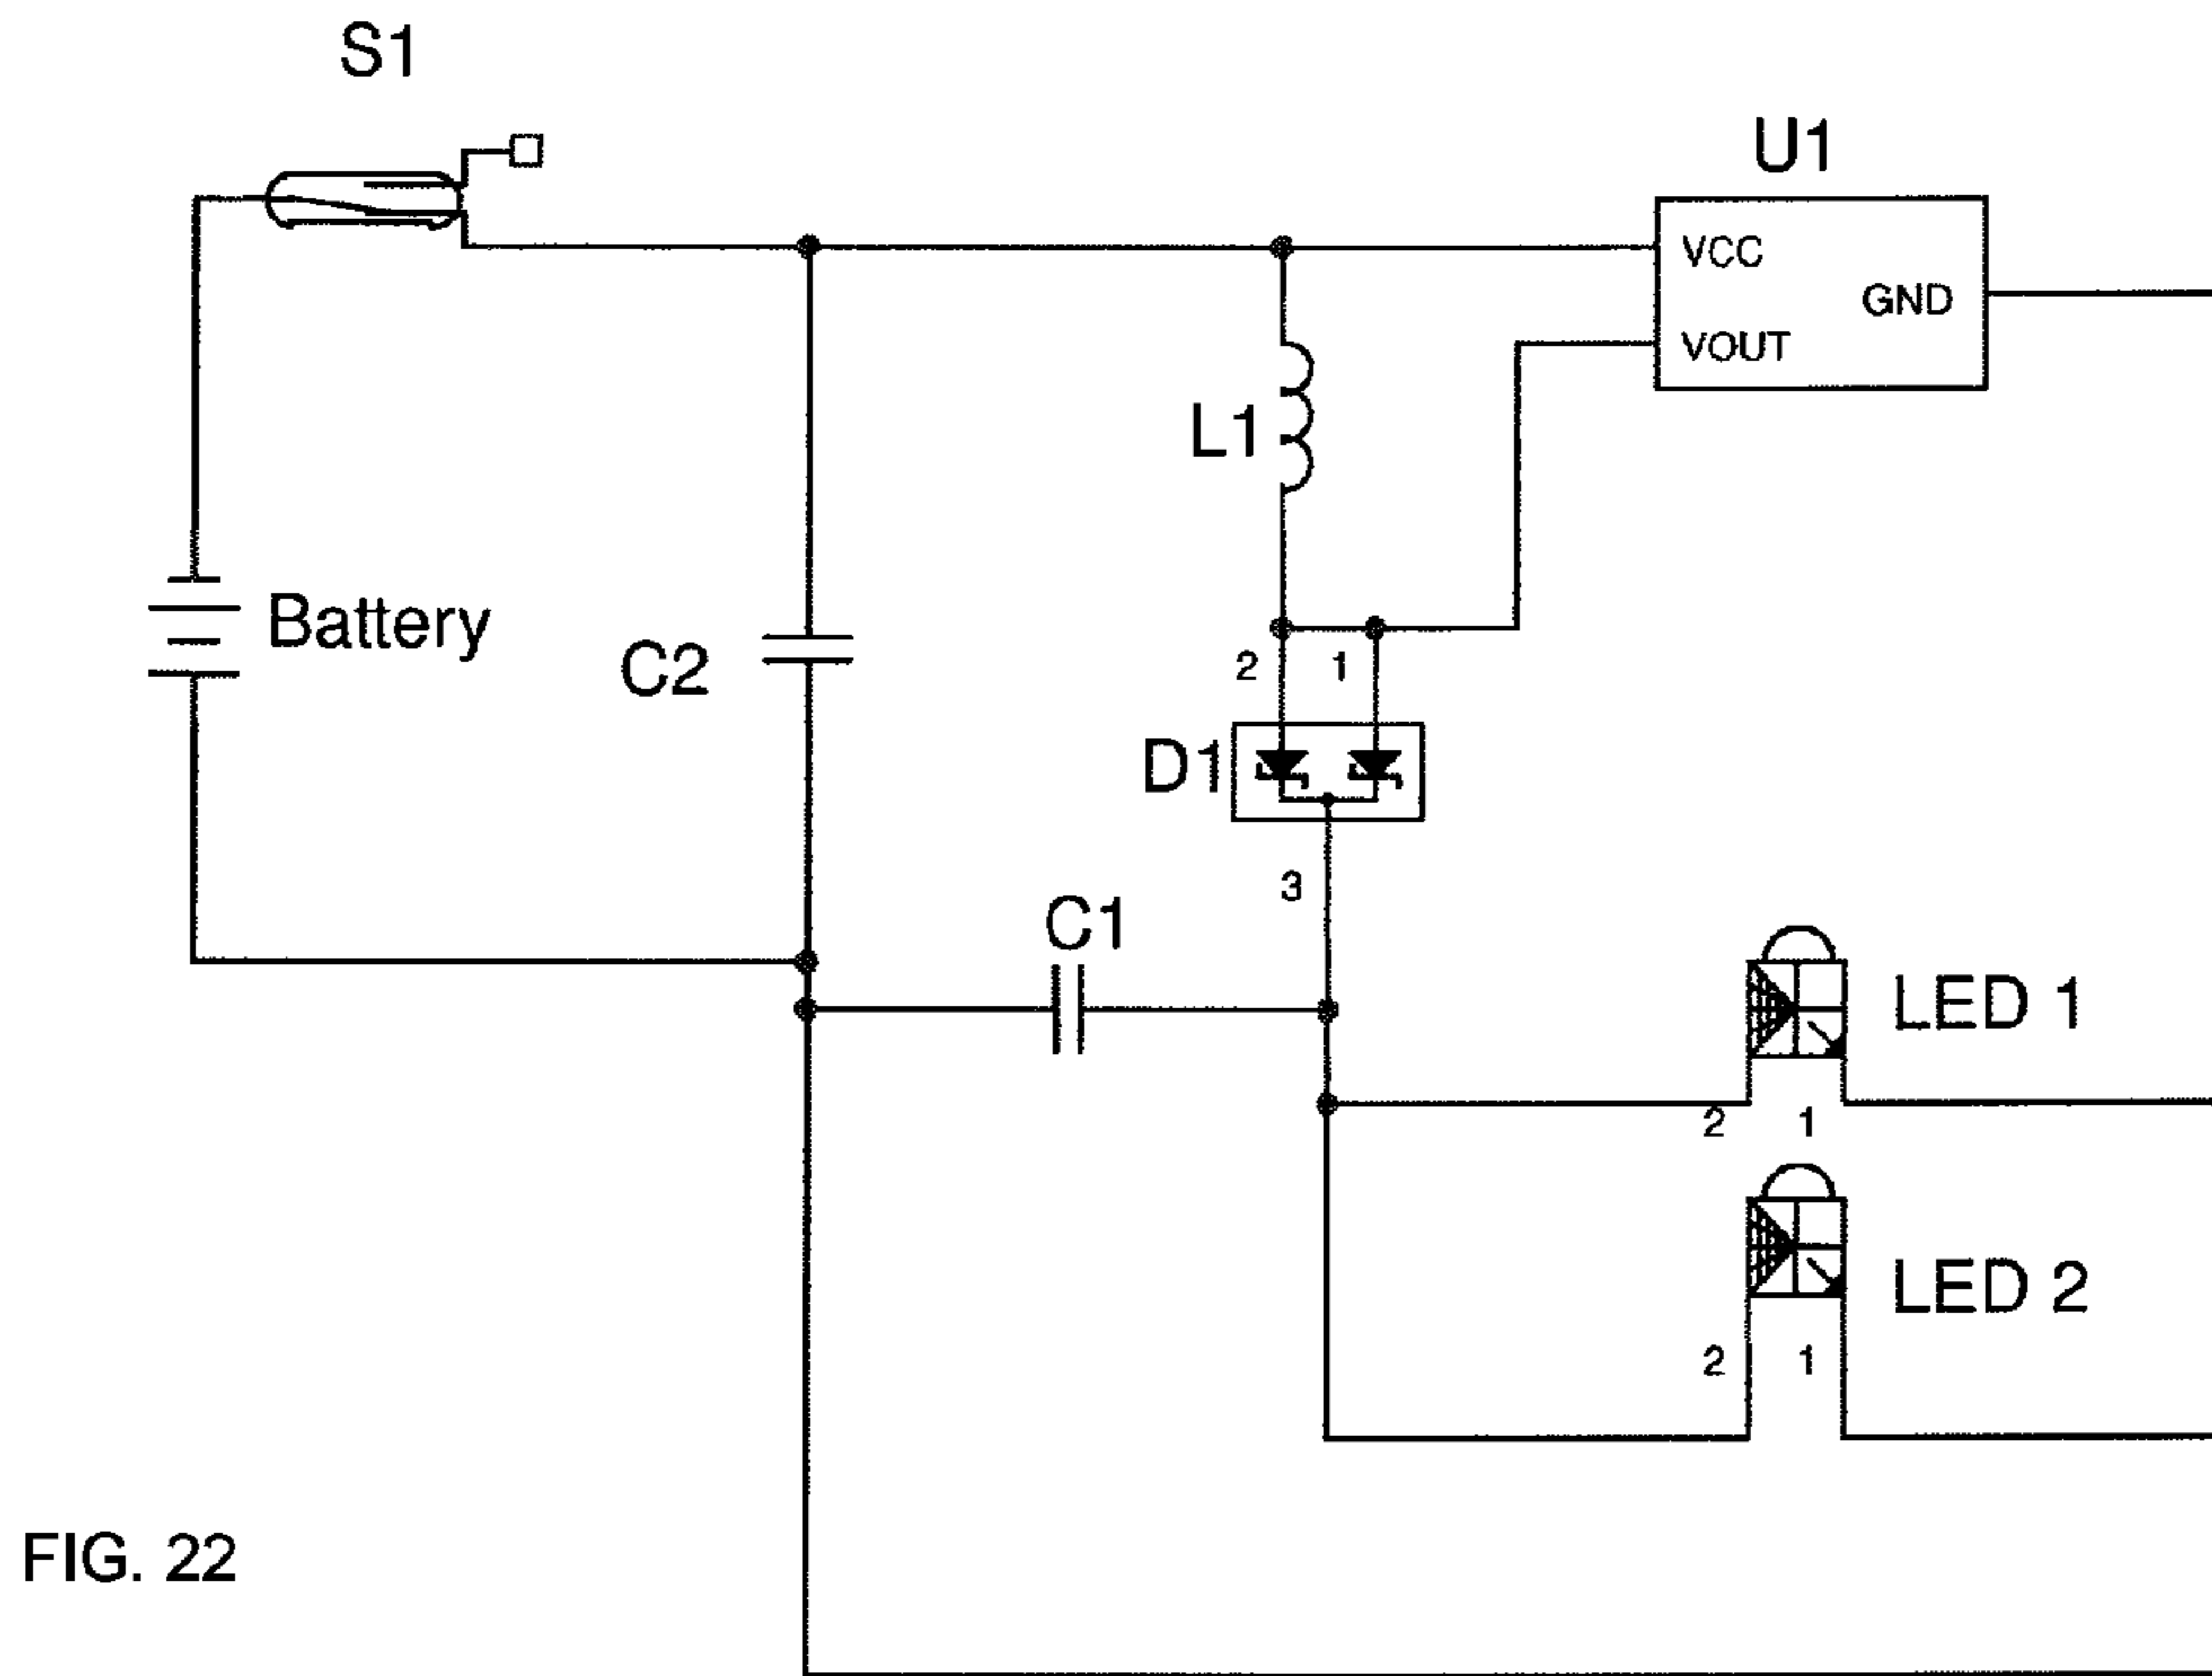 S1
U1
VCC
GND
VOUT
L1
Battery
C2
2
1
D1
3
C1
LED 1
2
1
LED 2
2
1
FIG. 22